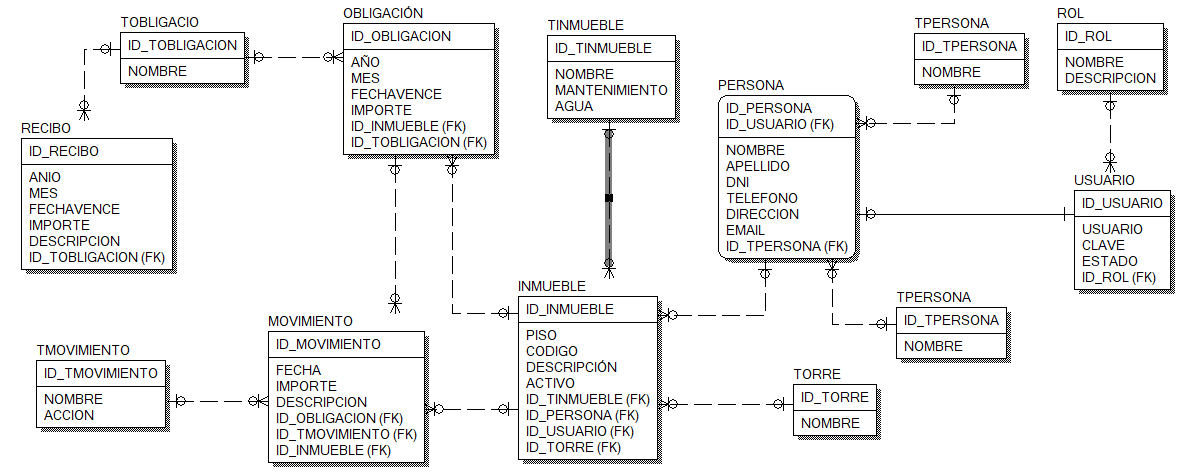 TOBLIGACIO
ID_TOBLIGACION
NOMBRE
OBLIGACIÓN
ID_OBLIGACION
AÑO
MES
FECHAVENCE
IMPORTE
ID_INMUEBLE (FK)
ID_TOBLIGACION (FK)
TINMUEBLE
ID_TINMUEBLE
NOMBRE
MANTENIMIENTO
AGUA
TPERSONA
ID_TPERSONA
NOMBRE
ROL
ID_ROL
NOMBRE
DESCRIPCION
PERSONA
ID_PERSONA
ID_USUARIO (FK)
NOMBRE
APELLIDO
DNI
TELEFONO
DIRECCION
EMAIL
ID_TPERSONA (FK)
RECIBO
ID_RECIBO
ANIO
MES
FECHAVENCE
IMPORTE
DESCRIPCION
ID_TOBLIGACION (FK)
USUARIO
ID_USUARIO
USUARIO
CLAVE
ESTADO
ID_ROL (FK)
INMUEBLE
ID_INMUEBLE
PISO
CODIGO
DESCRIPCIÓN
ACTIVO
ID_TINMUEBLE (FK)
ID_PERSONA (FK)
ID_USUARIO (FK)
ID_TORRE (FK)
TPERSONA
ID_TPERSONA
NOMBRE
MOVIMIENTO
ID_MOVIMIENTO
FECHA
IMPORTE
DESCRIPCION
ID_OBLIGACION (FK)
ID_TMOVIMIENTO (FK)
ID_INMUEBLE (FK)
TMOVIMIENTO
ID_TMOVIMIENTO
NOMBRE
ACCION
TORRE
ID_TORRE
NOMBRE